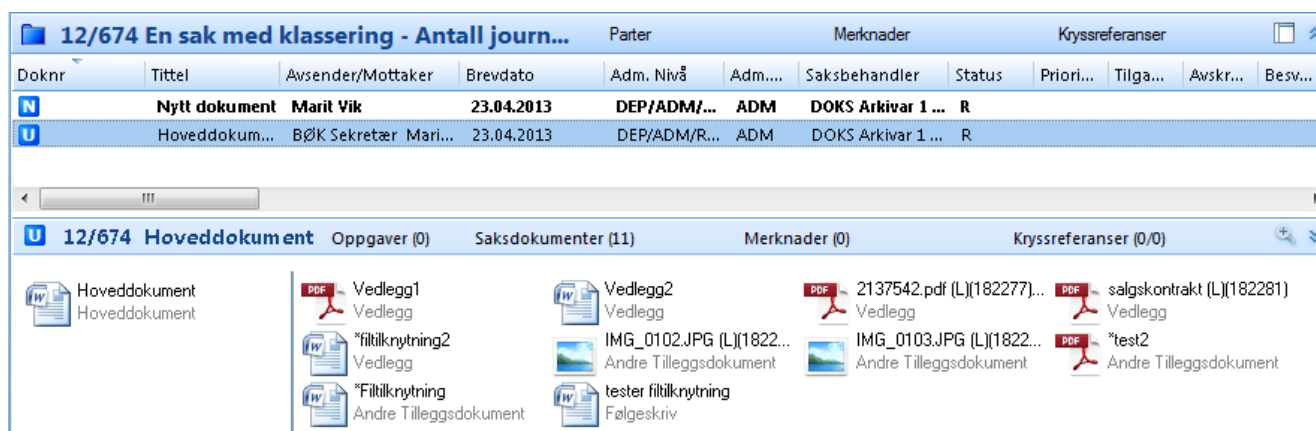 12/674 En sak med klassering - Antall journ... Parter Merknader Kryssreferanser
Doknr Tittel Avsender/Mottaker Brevdato Adm. Nivå Adm.... Saksbehandler Status Priori... Tilga... Avskr... Besv...
N Nytt dokument Marit Vik 23.04.2013 DEP/ADM/... ADM DOKS Arkivar 1 ... R
U Hoveddokum... BØK Sekretær Mari... 23.04.2013 DEP/ADM/R... ADM DOKS Arkivar 1 ... R
U 12/674 Hoveddokument Oppgaver (0) Saksdokumenter (11) Merknader (0) Kryssreferanser (0/0)
Hoveddokument Vedlegg1 Vedlegg2 2137542.pdf (L)(182277)... salgskontrakt (L)(182281)
Hoveddokument Vedlegg Vedlegg Vedlegg Vedlegg
*filtilknytning2 IMG_0102.JPG (L)(1822... IMG_0103.JPG (L)(1822... *test2
Vedlegg Andre Tilleggsdokument Andre Tilleggsdokument Andre Tilleggsdokument
*Filtilknytning tester filtilknytning
Andre Tilleggsdokument Følgeskriv